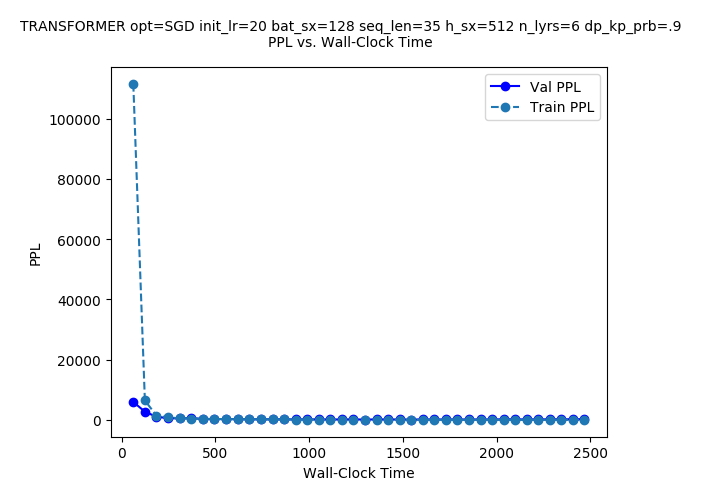 TRANSFORMER opt=SGD init_lr=20 bat_sx=128 seq_len=35 h_sx=512 n_lyrs=6 dp_kp_prb=.9
PPL vs. Wall-Clock Time
Val PPL
Train PPL
100000
80000
60000
40000
20000
0
PPL
0
500
1000
1500
2000
2500
Wall-Clock Time